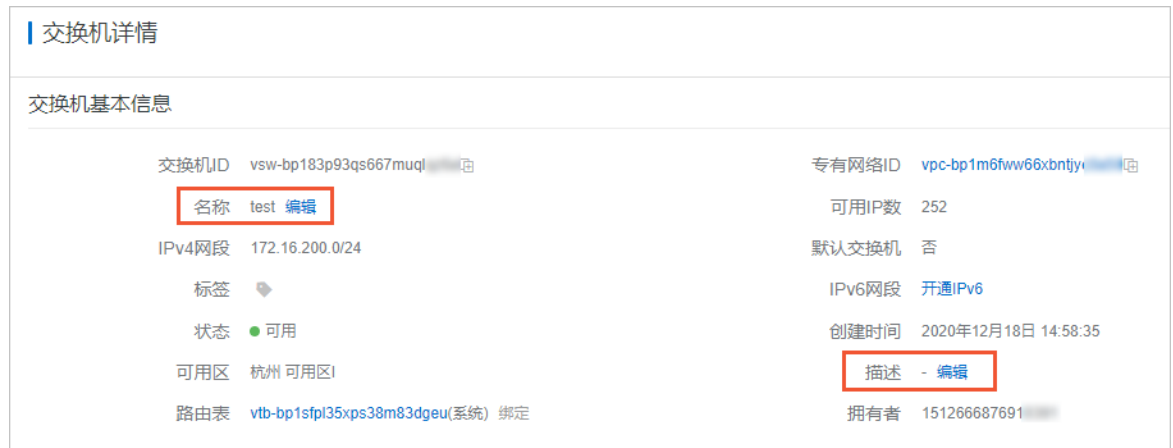 交换机详情
交换机基本信息
交换机ID vsw-bp183p93qs667muql
专有网络ID vpc-bp1m6fww66xbntjy
名称 test 编辑
可用IP数 252
IPv4网段 172.16.200.0/24
默认交换机 否
标签
IPv6网段 开通IPv6
状态 可用
创建时间 2020年12月18日 14:58:35
可用区 杭州 可用区I
描述 - 编辑
路由表 vtb-bp1sfpl35xps38m83dgeu(系统) 绑定
拥有者 151266687691